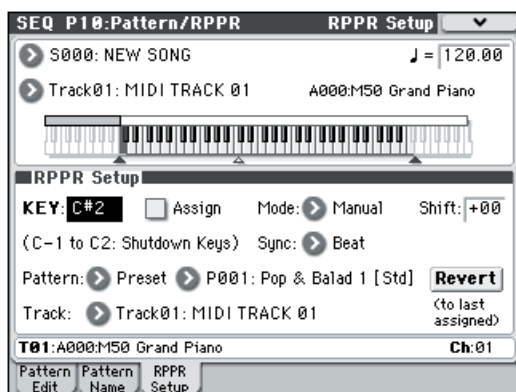 SEQ P10:Pattern/RPPR RPPR Setup
S000: NEW SONG ♩ = 120.00
Track01: MIDI TRACK 01 A000:M50 Grand Piano
RPPR Setup
KEY: C#2 Assign Mode: Manual Shift: +00
(C-1 to C2: Shutdown Keys) Sync: Beat
Pattern: Preset P001: Pop & Balad 1 [Std] Revert
Track: Track01: MIDI TRACK 01 (to last
assigned)
T01:A000:M50 Grand Piano Ch:01
Pattern Edit Pattern Name RPPR Setup